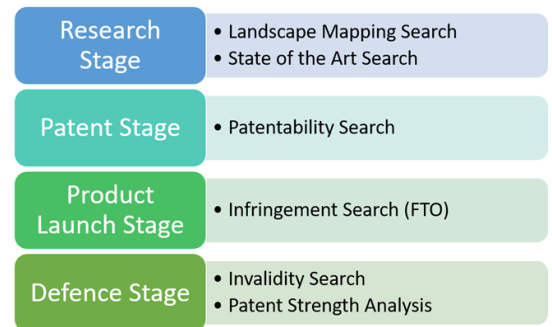 Research
Stage
• Landscape Mapping Search
• State of the Art Search
Patent Stage
• Patentability Search
Product
Launch Stage
• Infringement Search (FTO)
Defence Stage
• Invalidity Search
• Patent Strength Analysis